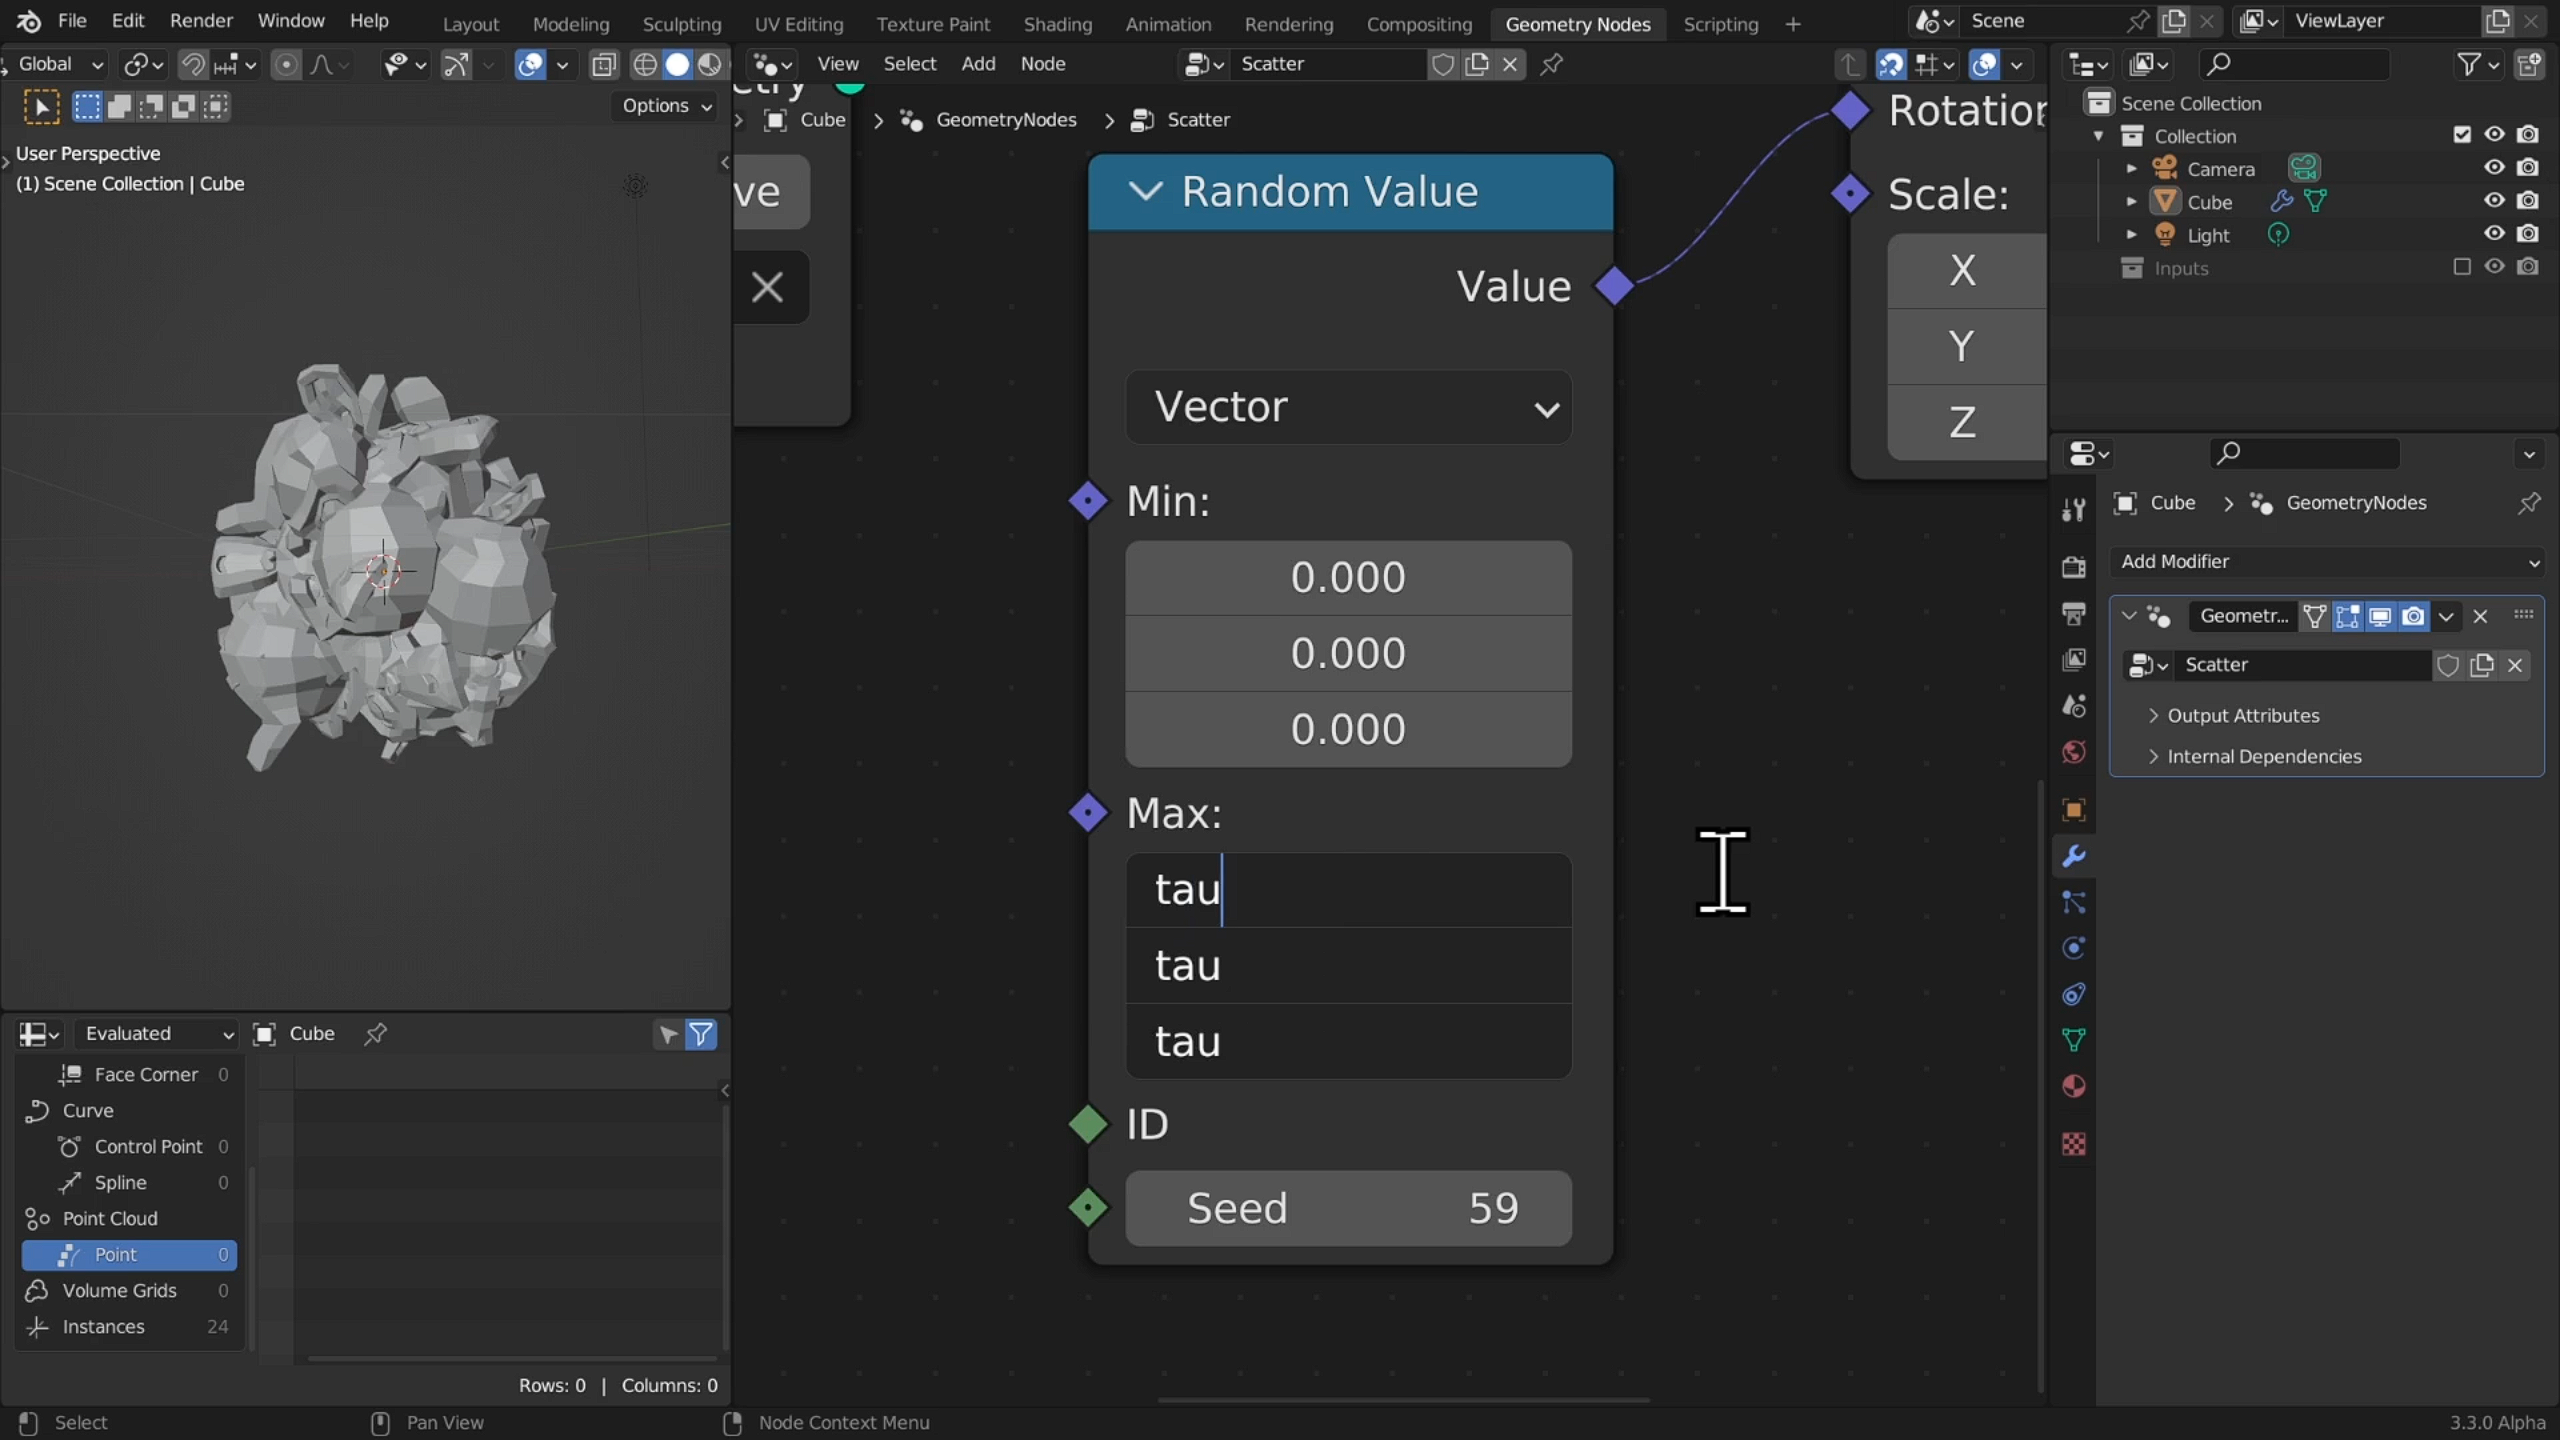 File Edit Render Window Help Layout Modeling Sculpting UV Editing Texture Paint Shading Animation Rendering Compositing Geometry Nodes Scripting + Scene ViewLayer
Global View Select Add Node Scatter
Options
Cube > GeometryNodes > Scatter
User Perspective
(1) Scene Collection | Cube
ve
Random Value
Value
Vector
Min:
0.000
0.000
0.000
Max:
tau
tau
tau
ID
Seed 59
Scale:
X
Y
Z
Scene Collection
Collection
Camera
Cube
Light
Inputs
Cube > GeometryNodes
Add Modifier
Geometr...
Scatter
Output Attributes
Internal Dependencies
Evaluated Cube
Face Corner 0
Curve
Control Point 0
Spline 0
Point Cloud
Point 0
Volume Grids 0
Instances 24
Rows: 0 | Columns: 0
Select Pan View Node Context Menu 3.3.0 Alpha